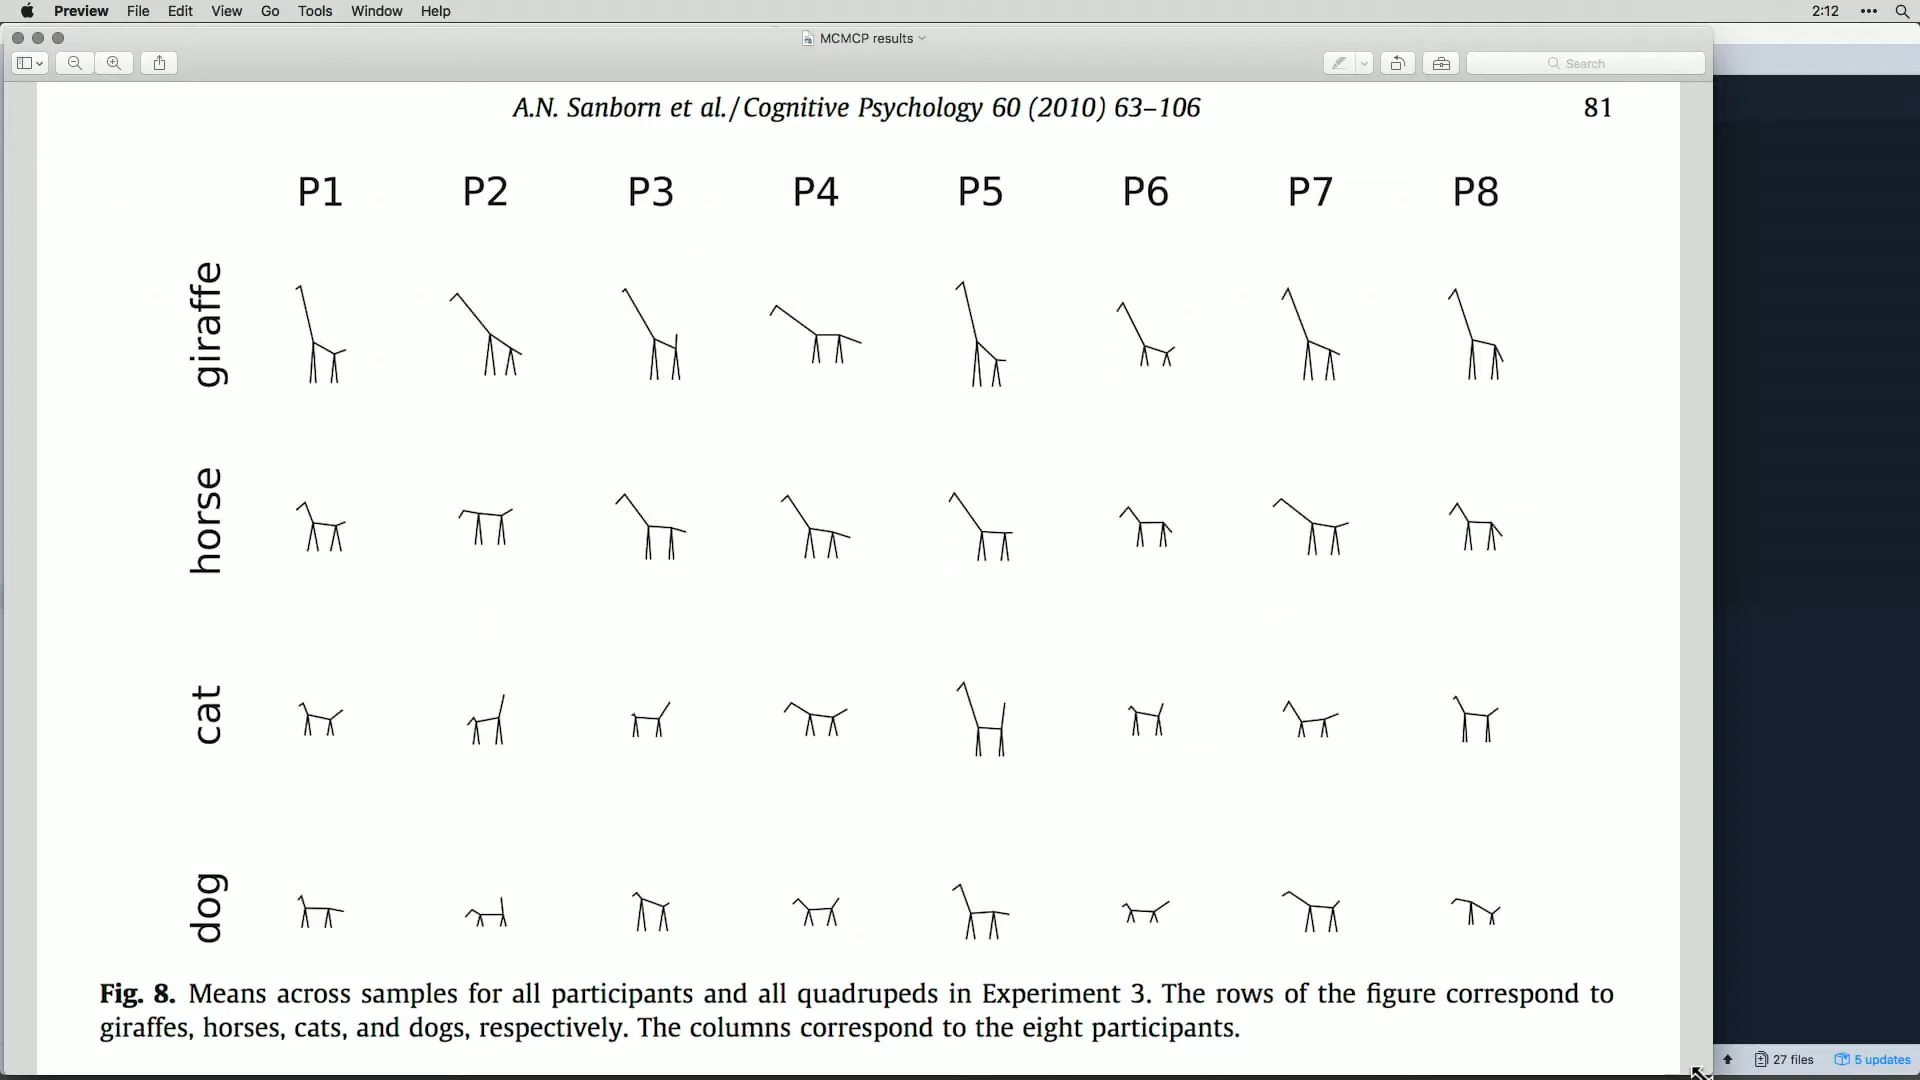 Preview File Edit View Go Tools Window Help 2:12
MCMCP results
Search
A.N. Sanborn et al. / Cognitive Psychology 60 (2010) 63–106 81
P1 P2 P3 P4 P5 P6 P7 P8
giraffe
horse
cat
dog
Fig. 8. Means across samples for all participants and all quadrupeds in Experiment 3. The rows of the figure correspond to
giraffes, horses, cats, and dogs, respectively. The columns correspond to the eight participants.
27 files 5 updates